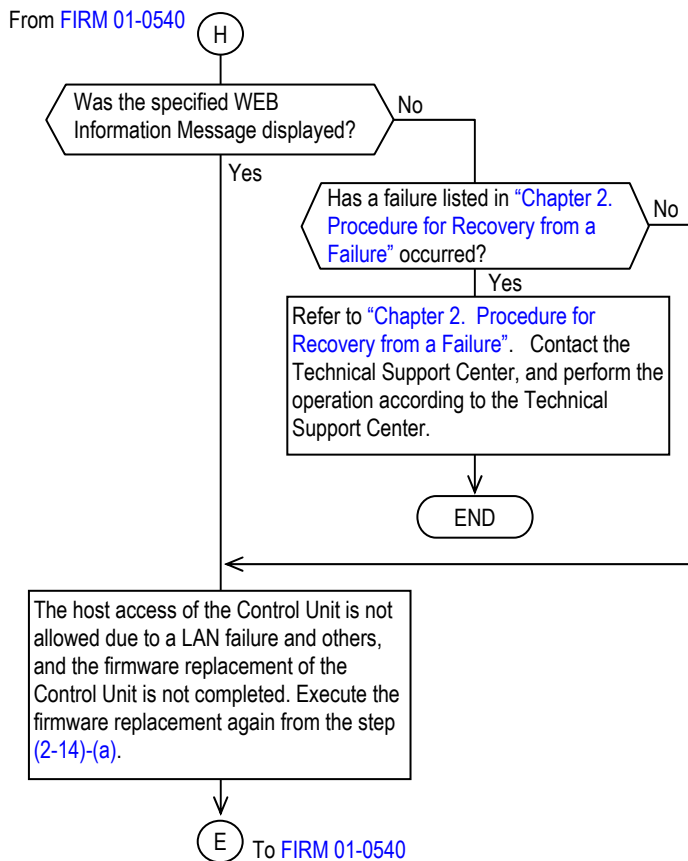 From FIRM 01-0540
H
Was the specified WEB
Information Message displayed?
No
Yes
Has a failure listed in “Chapter 2.
Procedure for Recovery from a
Failure” occurred?
No
Yes
Refer to “Chapter 2.  Procedure for
Recovery from a Failure”.   Contact the
Technical Support Center, and perform the
operation according to the Technical
Support Center.
END
The host access of the Control Unit is not
allowed due to a LAN failure and others,
and the firmware replacement of the
Control Unit is not completed. Execute the
firmware replacement again from the step
(2-14)-(a).
E
To FIRM 01-0540